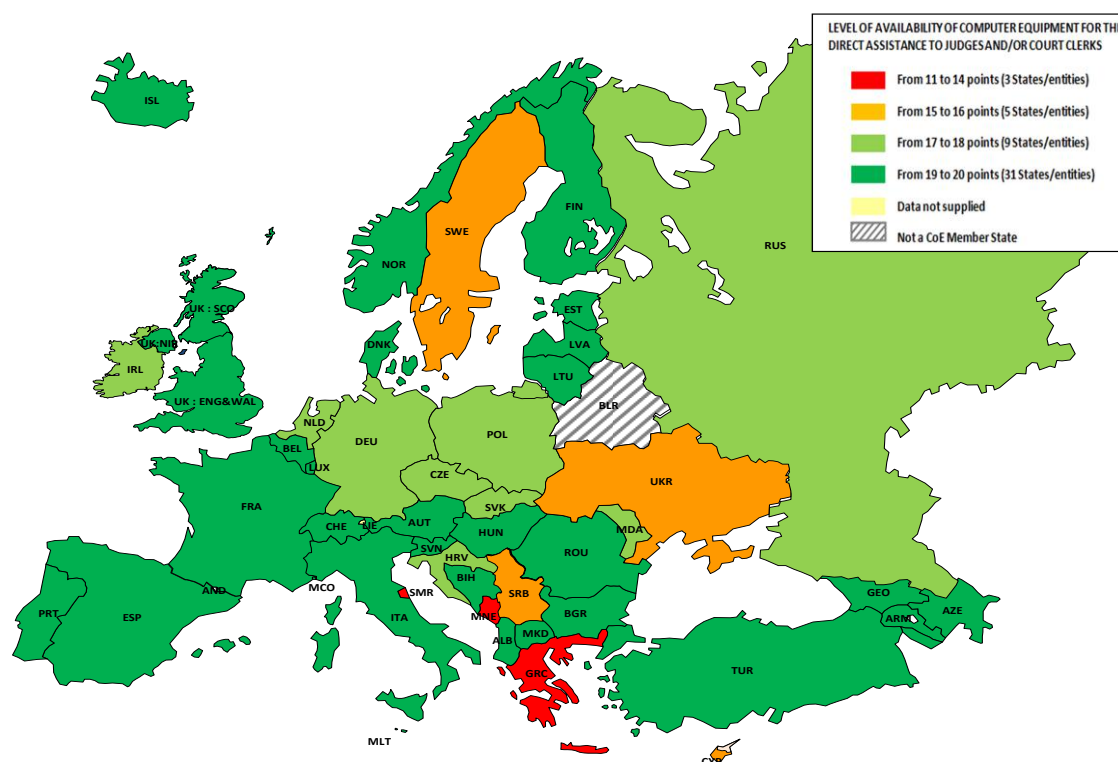 LEVEL OF AVAILABILITY OF COMPUTER EQUIPMENT FOR THE
DIRECT ASSISTANCE TO JUDGES AND/OR COURT CLERKS
From 11 to 14 points (3 States/entities)
From 15 to 16 points (5 States/entities)
From 17 to 18 points (9 States/entities)
From 19 to 20 points (31 States/entities)
Data not supplied
Not a CoE Member State
ISL
FIN
SWE
RUS
NOR
UK : SCO
EST
UK:NIR
DNK
LVA
IRL
LTU
UK : ENG&WAL
BLR
NLD
POL
DEU
BEL
LUX
CZE
UKR
FRA
SVK
MDA
CHE
LIE
AUT
HUN
SVN
ROU
HRV
BIH
MCO
AND
SMR
SRB
GEO
PRT
ESP
ITA
MNE
BGR
AZE
ARM
ALB
MKD
GRC
TUR
MLT
CYP